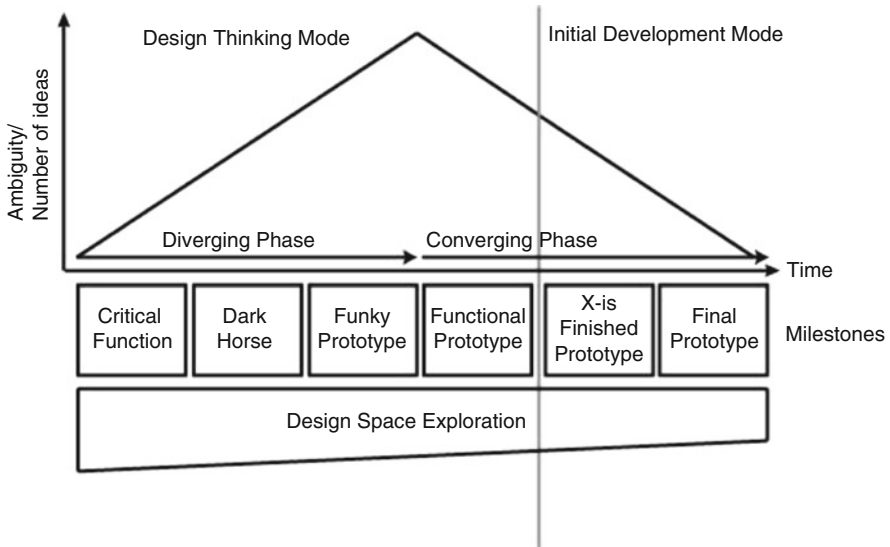 Design Thinking Mode
Initial Development Mode
Ambiguity/
Number of ideas
Diverging Phase
Converging Phase
Time
Critical
Function
Dark
Horse
Funky
Prototype
Functional
Prototype
X-is
Finished
Prototype
Final
Prototype
Milestones
Design Space Exploration